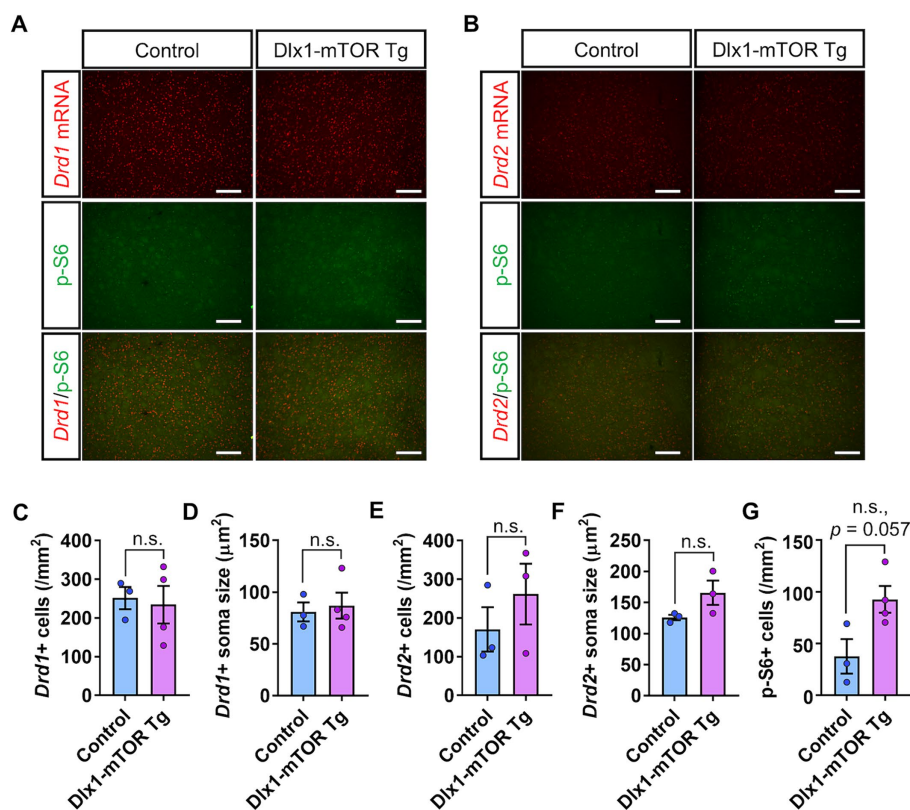 A
B
Control
Dlx1-mTOR Tg
Control
Dlx1-mTOR Tg
Drd1 mRNA
Drd2 mRNA
p-S6
p-S6
Drd1/p-S6
Drd2/p-S6
C
Drd1+ cells (/mm²)
400
300
200
100
0
n.s.
Control
Dlx1-mTOR Tg
D
Drd1+ soma size (μm²)
150
100
50
0
n.s.
Control
Dlx1-mTOR Tg
E
Drd2+ cells (/mm²)
400
300
200
100
0
n.s.
Control
Dlx1-mTOR Tg
F
Drd2+ soma size (μm²)
250
200
150
100
50
0
n.s.
Control
Dlx1-mTOR Tg
G
p-S6+ cells (/mm²)
150
100
50
0
n.s.,
p = 0.057
Control
Dlx1-mTOR Tg